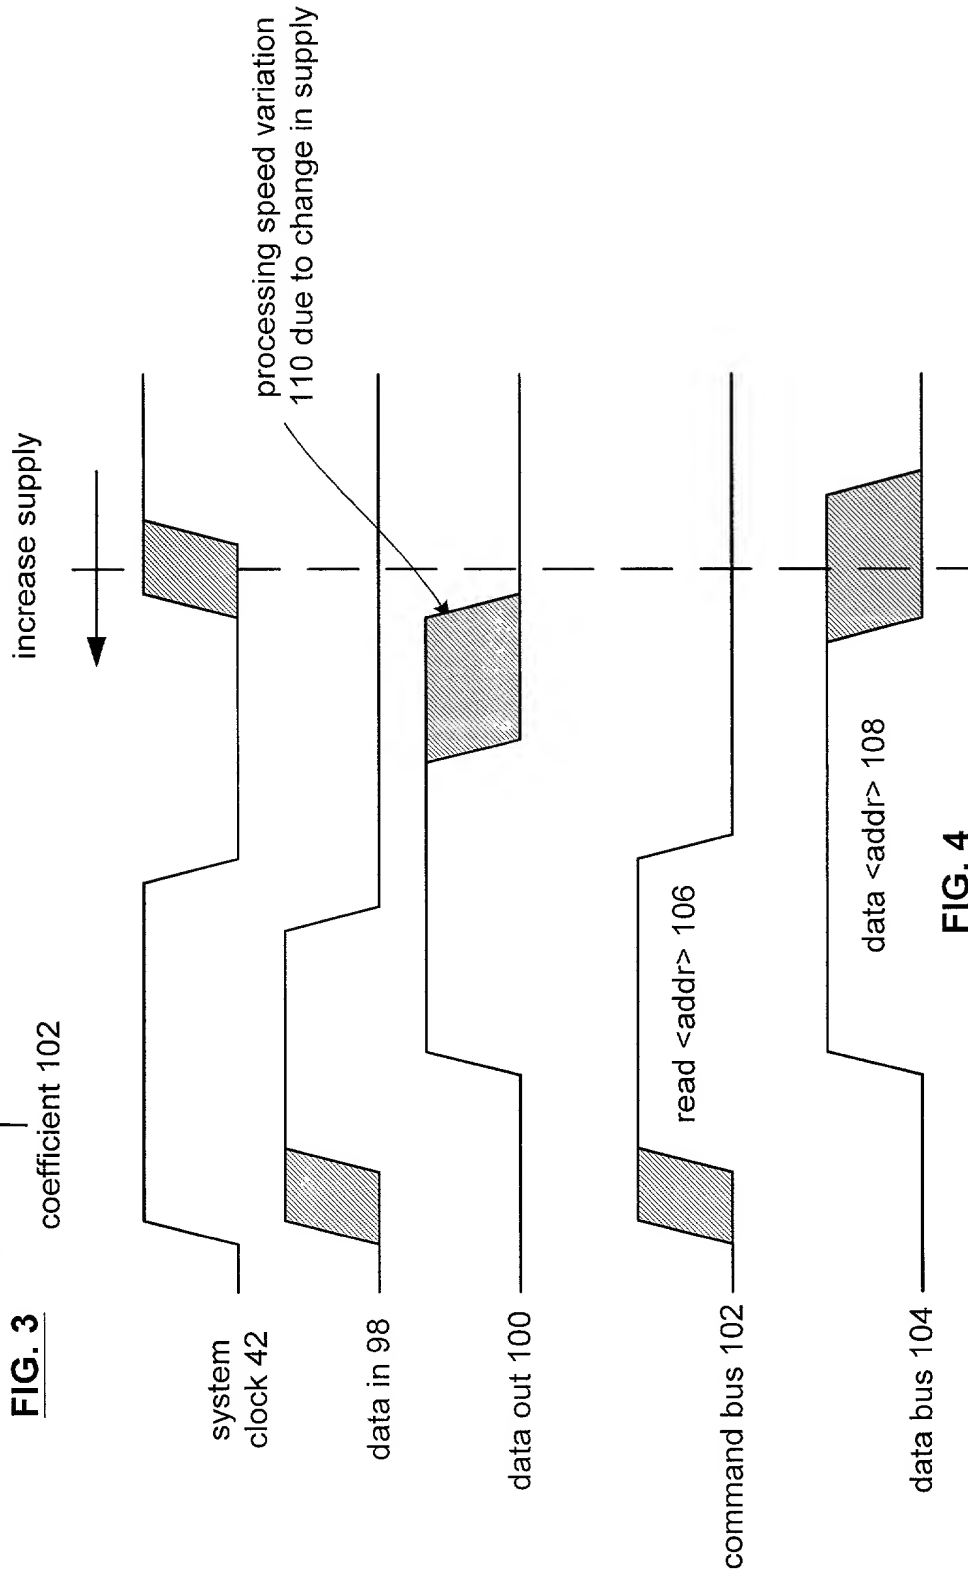 FIG. 3
coefficient 102
increase supply
processing speed variation
110 due to change in supply
system
clock 42
data in 98
data out 100
command bus 102
read <addr> 106
data bus 104
data <addr> 108
FIG. 4